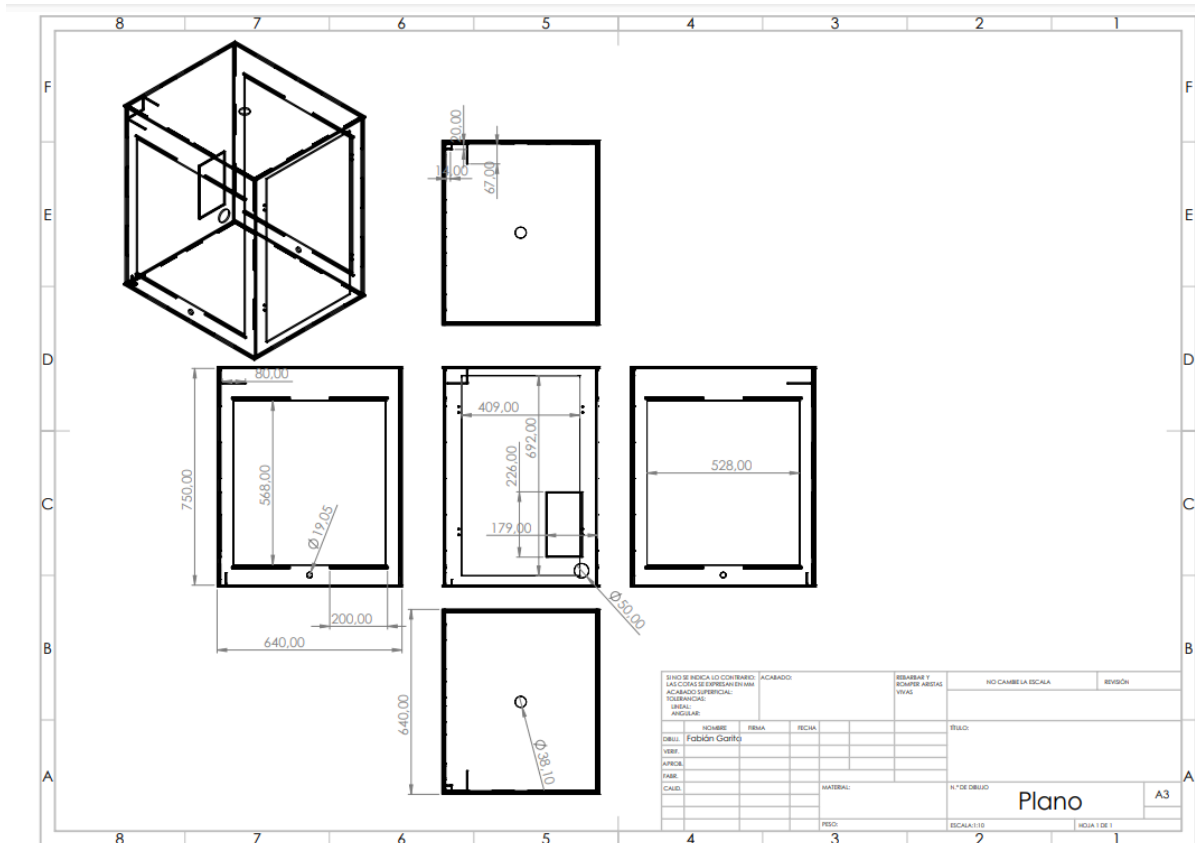 8 7 6 5 4 3 2 1
F F
20,00
14,00
67,00
E E
D D
80,00
409,00
692,00
226,00
750,00
568,00
528,00
C C
Ø 19,05
179,00
Ø 50,00
200,00
640,00
B B
640,00
Ø 38,10
SI NO SE INDICA LO CONTRARIO:
LAS COTAS SE EXPRESAN EN MM
ACABADO SUPERFICIAL:
TOLERANCIAS:
LINEAL:
ANGULAR:
ACABADO:
REBARBAR Y
ROMPER ARISTAS
VIVAS
NO CAMBIE LA ESCALA
REVISIÓN
NOMBRE FIRMA FECHA
TÍTULO:
DIBUJ. Fabián Garita
VERIF.
APROB.
FABR.
CALID.
MATERIAL:
N.º DE DIBUJO
Plano
A3
A A
PESO:
ESCALA:1:10
HOJA 1 DE 1
8 7 6 5 4 3 2 1